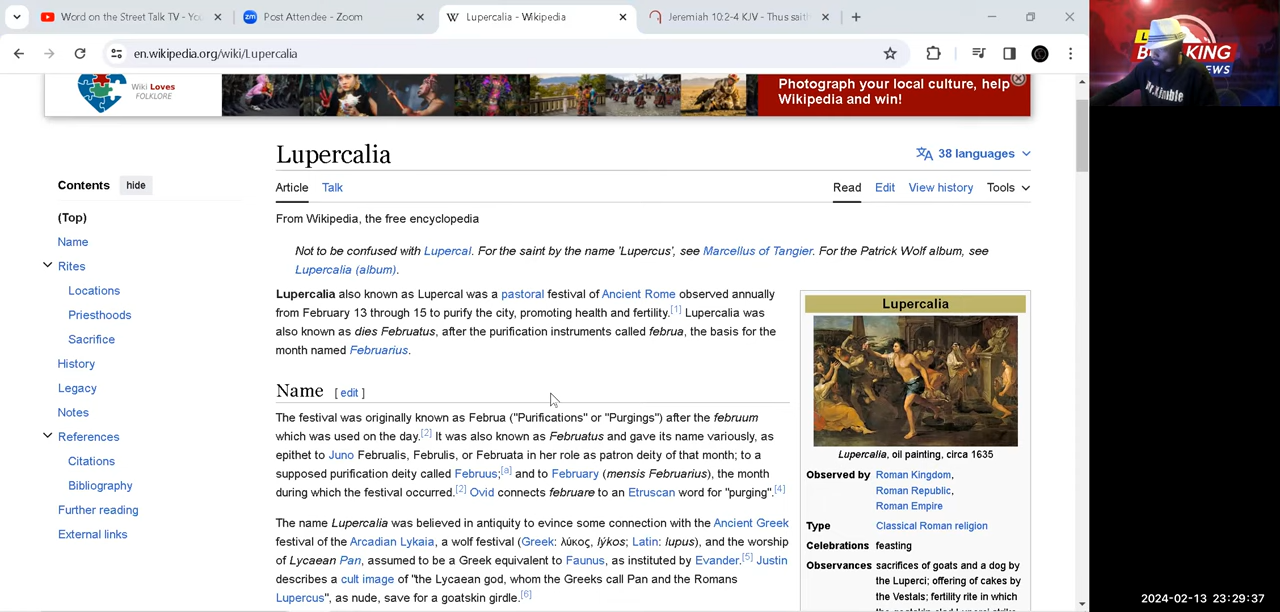 Word on the Street Talk TV - You
Post Attendee - Zoom
Lupercalia - Wikipedia
Jeremiah 10:2-4 KJV - Thus saith
zm
W
en.wikipedia.org/wiki/Lupercalia
Wiki Loves
FOLKLORE
Photograph your local culture, help
Wikipedia and win!
Lupercalia
38 languages
Contents hide
Article Talk
Read Edit View history Tools
(Top)
Name
Rites
Locations
Priesthoods
Sacrifice
History
Legacy
Notes
References
Citations
Bibliography
Further reading
External links
From Wikipedia, the free encyclopedia
Not to be confused with Lupercal. For the saint by the name 'Lupercus', see Marcellus of Tangier. For the Patrick Wolf album, see
Lupercalia (album).
Lupercalia also known as Lupercal was a pastoral festival of Ancient Rome observed annually
from February 13 through 15 to purify the city, promoting health and fertility.[1] Lupercalia was
also known as dies Februatus, after the purification instruments called februa, the basis for the
month named Februarius.
Name [ edit ]
The festival was originally known as Februa ("Purifications" or "Purgings") after the februum
which was used on the day.[2] It was also known as Februatus and gave its name variously, as
epithet to Juno Februalis, Februlis, or Februata in her role as patron deity of that month; to a
supposed purification deity called Februus;[a] and to February (mensis Februarius), the month
during which the festival occurred.[2] Ovid connects februare to an Etruscan word for "purging".[4]
The name Lupercalia was believed in antiquity to evince some connection with the Ancient Greek
festival of the Arcadian Lykaia, a wolf festival (Greek: λύκος, lýkos; Latin: lupus), and the worship
of Lycaean Pan, assumed to be a Greek equivalent to Faunus, as instituted by Evander.[5] Justin
describes a cult image of "the Lycaean god, whom the Greeks call Pan and the Romans
Lupercus", as nude, save for a goatskin girdle.[6]
Lupercalia
Lupercalia, oil painting, circa 1635
Observed by Roman Kingdom,
Roman Republic,
Roman Empire
Type Classical Roman religion
Celebrations feasting
Observances sacrifices of goats and a dog by
the Luperci; offering of cakes by
the Vestals; fertility rite in which
2024-02-13 23:29:37